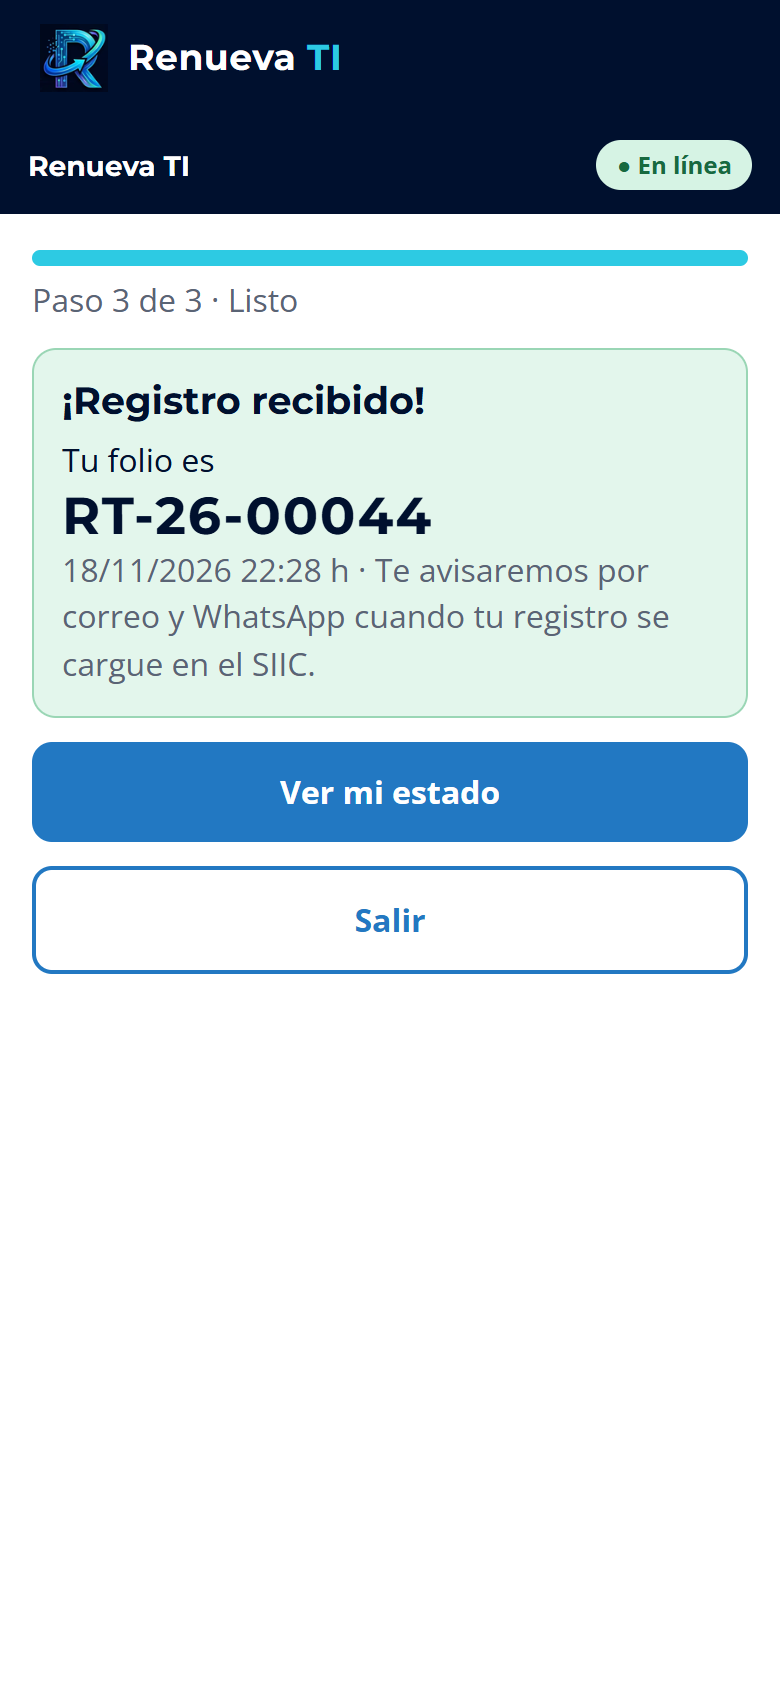 Renueva TI
Renueva TI
● En línea
Paso 3 de 3 · Listo
¡Registro recibido!
Tu folio es
RT-26-00044
18/11/2026 22:28 h · Te avisaremos por
correo y WhatsApp cuando tu registro se
cargue en el SIIC.
Ver mi estado
Salir